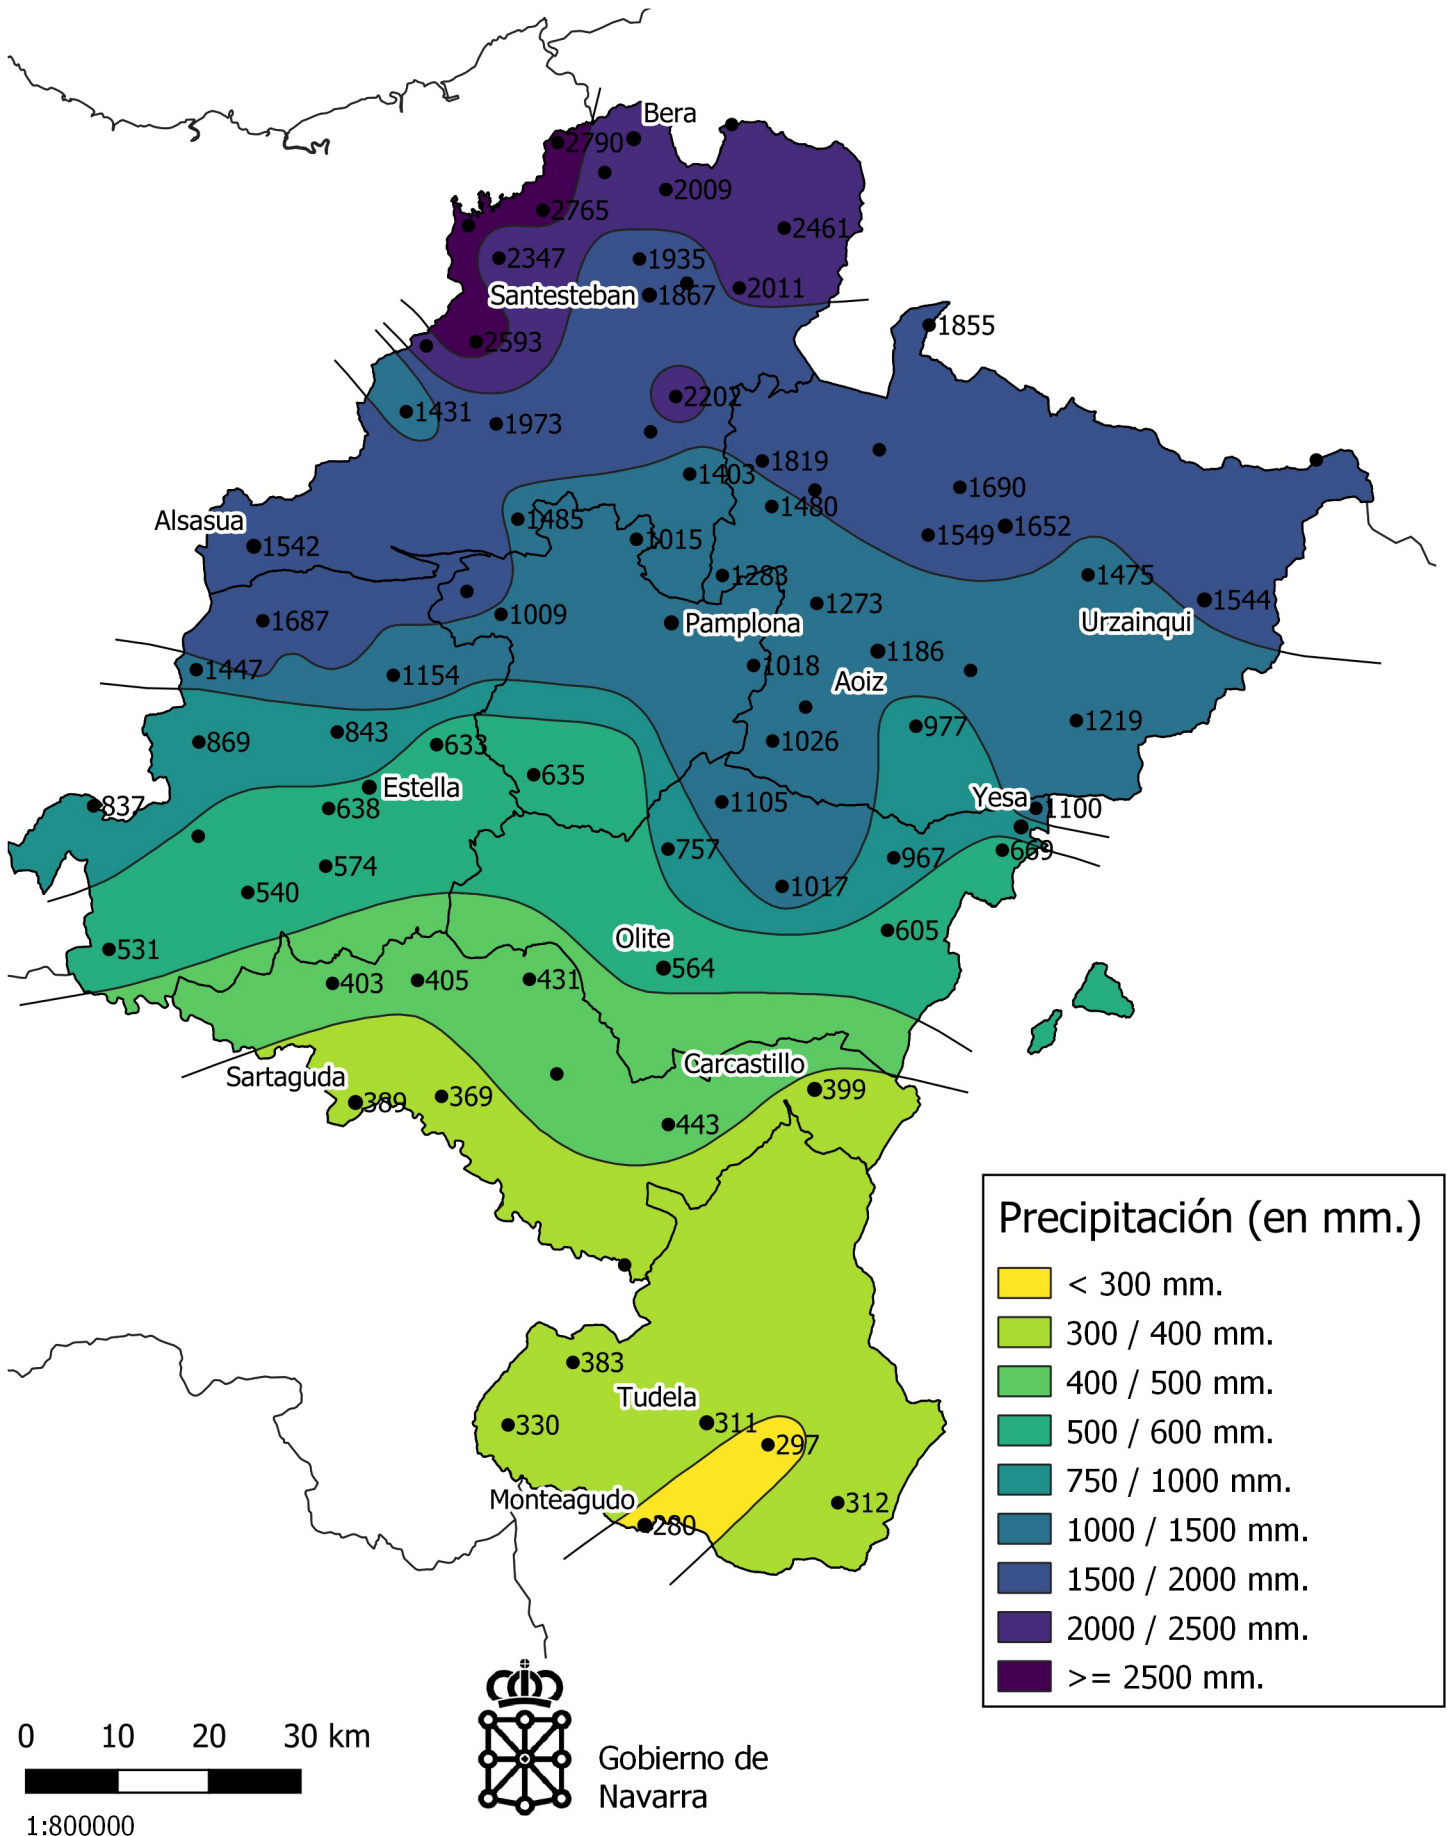 Bera
2790
2009
2765
2461
2347
1935
Santesteban
1867
2011
1855
2593
2202
1431
1973
1819
1403
1690
1480
Alsasua
1485
1652
1549
1542
1015
1283
1475
1273
1544
1009
1687
Pamplona
Urzainqui
1186
1018
1447
1154
Aoiz
1219
977
843
869
633
1026
635
Estella
Yesa
837
638
1105
1100
757
669
967
574
1017
540
605
Olite
531
564
403
405
431
Carcastillo
Sartaguda
399
389
369
443
383
Tudela
330
311
297
Monteagudo
312
280
Precipitación (en mm.)
< 300 mm.
300 / 400 mm.
400 / 500 mm.
500 / 600 mm.
750 / 1000 mm.
1000 / 1500 mm.
1500 / 2000 mm.
2000 / 2500 mm.
>= 2500 mm.
0 10 20 30 km
1:800000
Gobierno de
Navarra